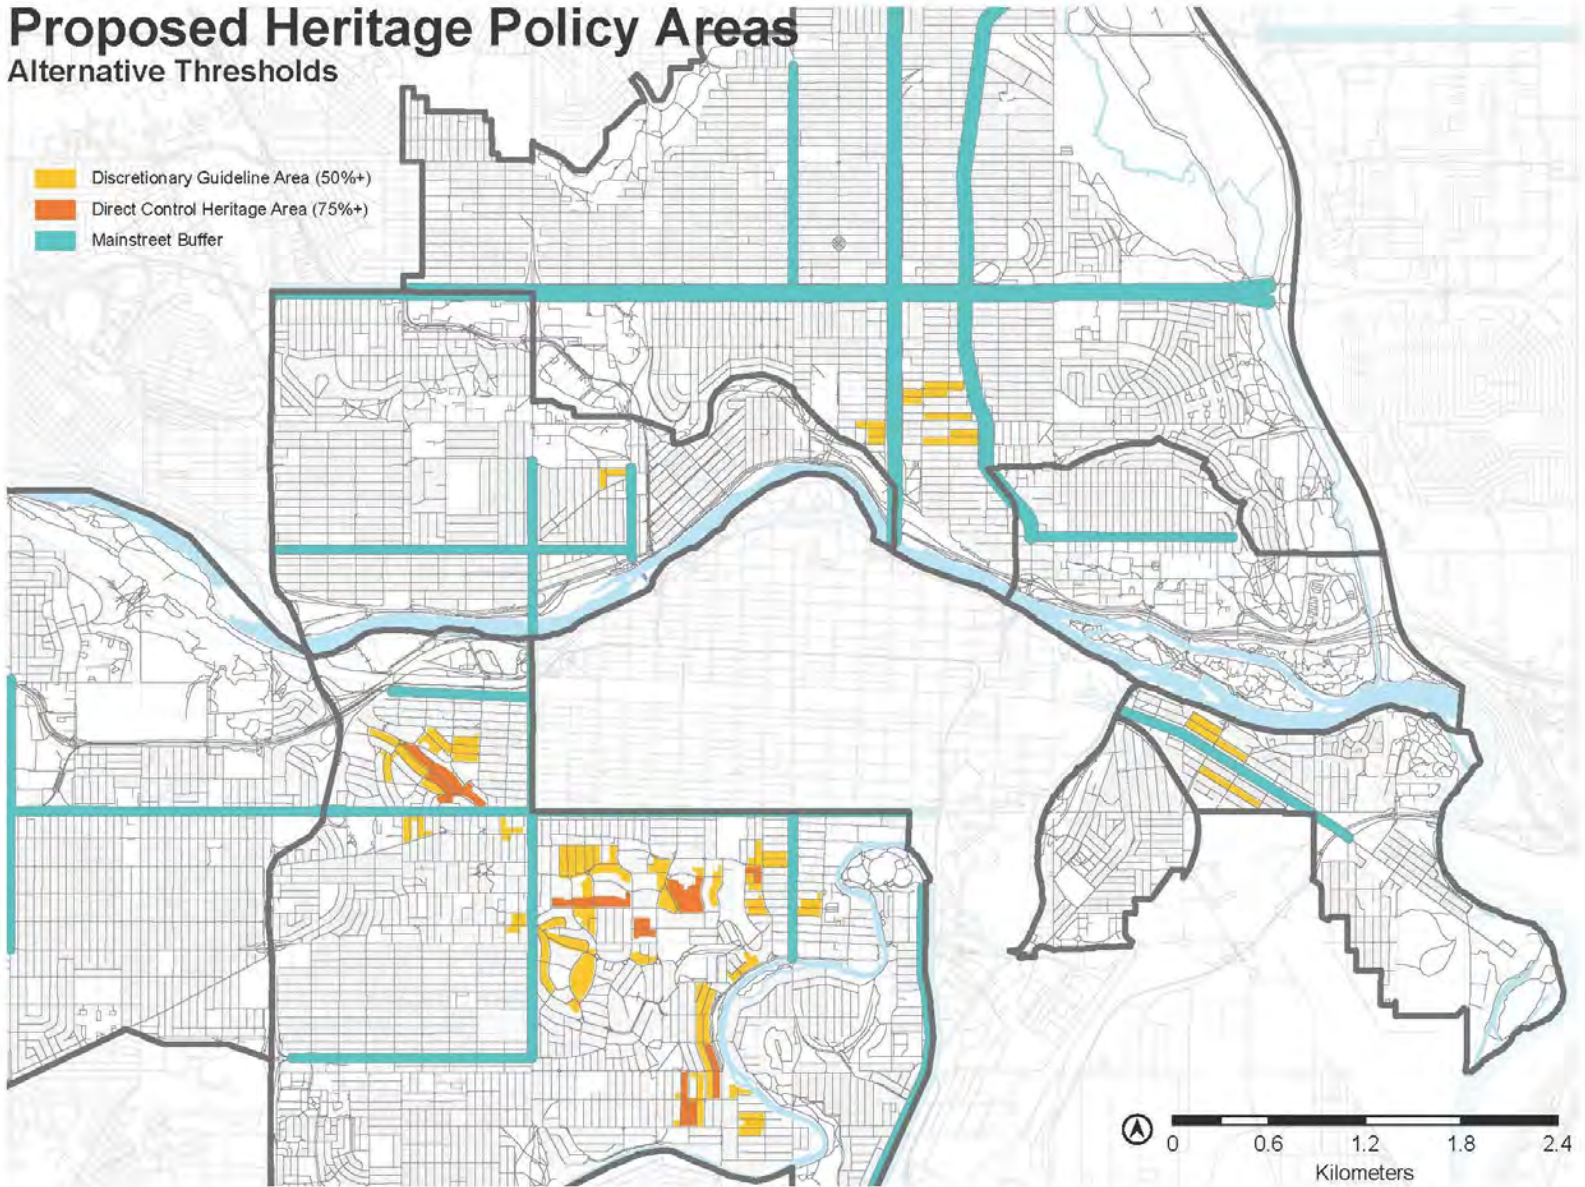 Proposed Heritage Policy Areas
Alternative Thresholds
Discretionary Guideline Area (50%+)
Direct Control Heritage Area (75%+)
Mainstreet Buffer
0 0.6 1.2 1.8 2.4
Kilometers